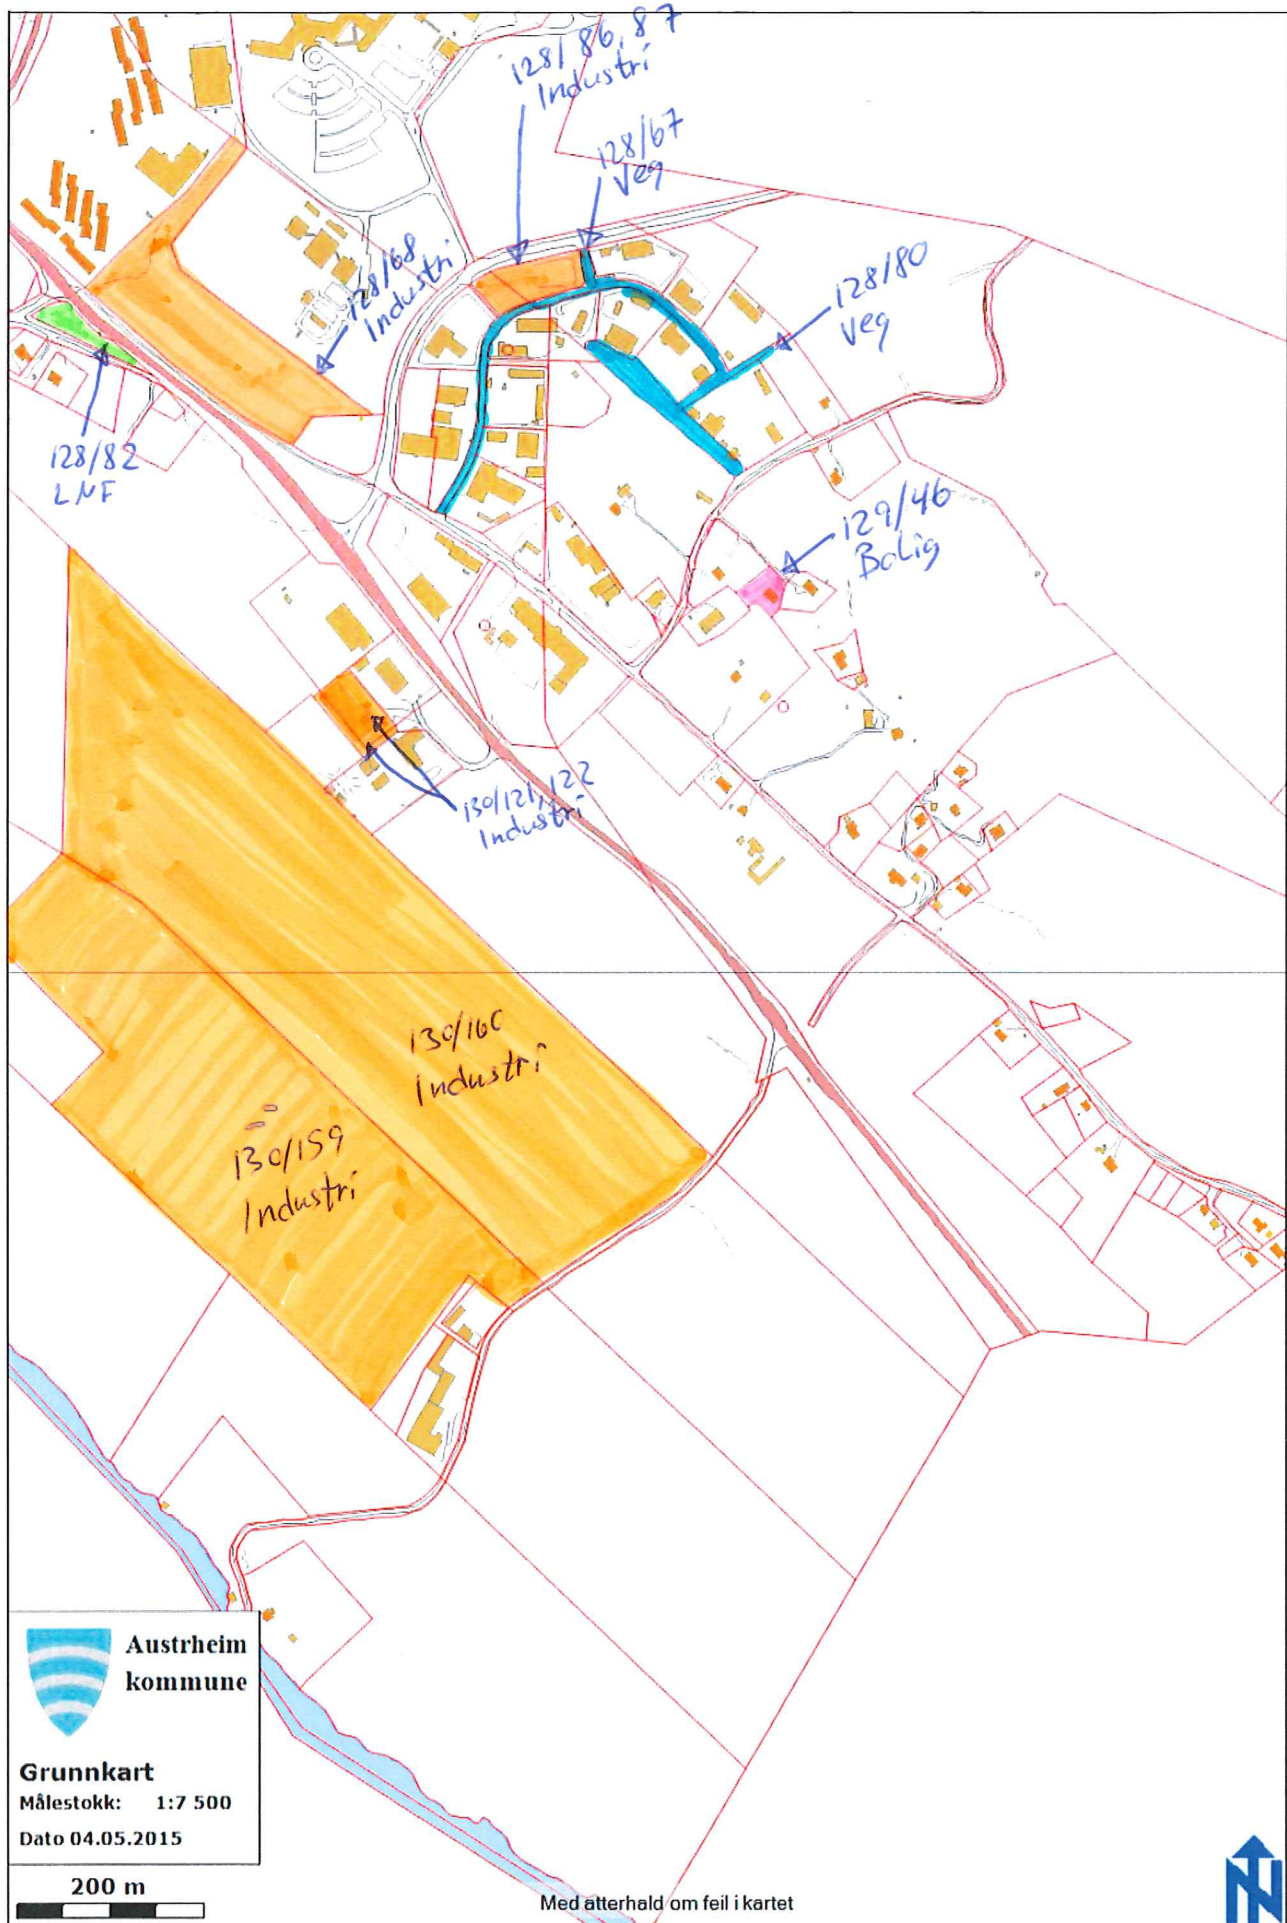 128/86,87
Industri
128/67
Veg
128/68
Industri
128/80
Veg
128/82
LNF
129/46
Bolig
130/121,122
Industri
130/160
Industri
130/159
Industri
Austrheim
kommune
Grunnkart
Målestokk: 1:7 500
Dato 04.05.2015
200 m
Med atterhald om feil i kartet
N